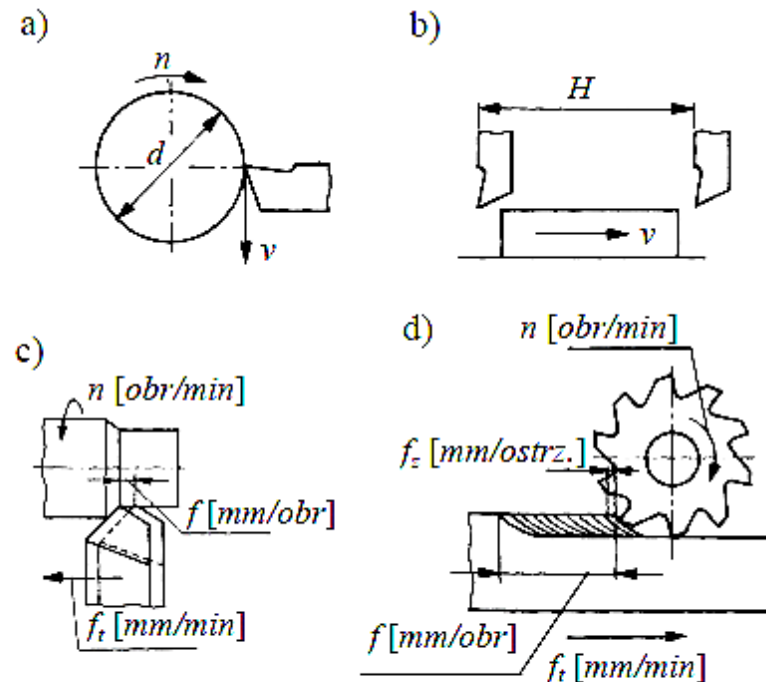 a)
n
d
v
b)
H
v
c)
n [obr/min]
f [mm/obr]
f_t [mm/min]
d)
n [obr/min]
f_z [mm/ostrz.]
f [mm/obr]
f_t [mm/min]